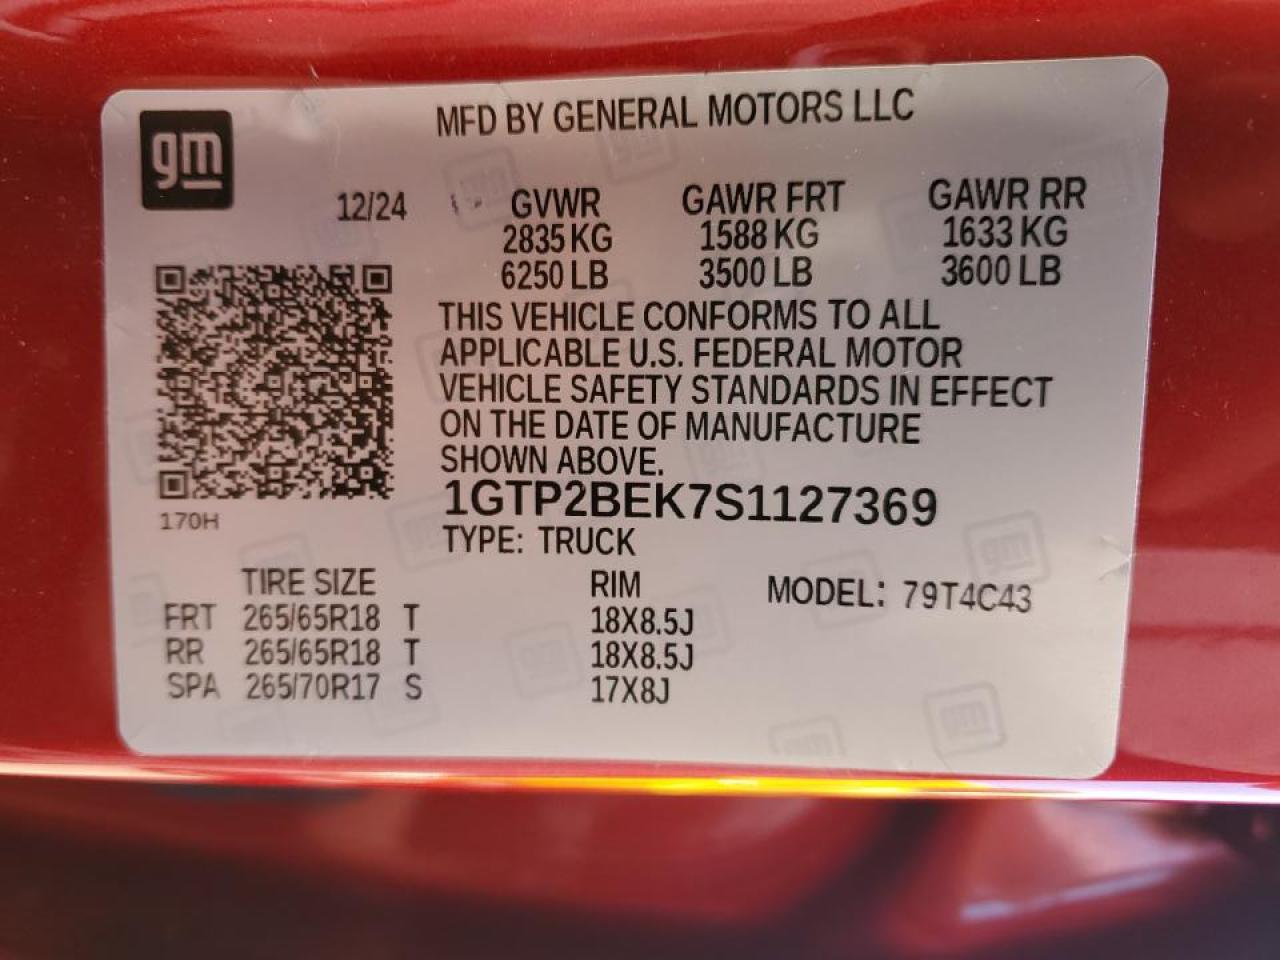 gm
MFD BY GENERAL MOTORS LLC
12/24
GVWR GAWR FRT GAWR RR
2835 KG 1588 KG 1633 KG
6250 LB 3500 LB 3600 LB
THIS VEHICLE CONFORMS TO ALL
APPLICABLE U.S. FEDERAL MOTOR
VEHICLE SAFETY STANDARDS IN EFFECT
ON THE DATE OF MANUFACTURE
SHOWN ABOVE.
1GTP2BEK7S1127369
170H
TYPE: TRUCK
TIRE SIZE RIM MODEL: 79T4C43
FRT 265/65R18 T 18X8.5J
RR 265/65R18 T 18X8.5J
SPA 265/70R17 S 17X8J